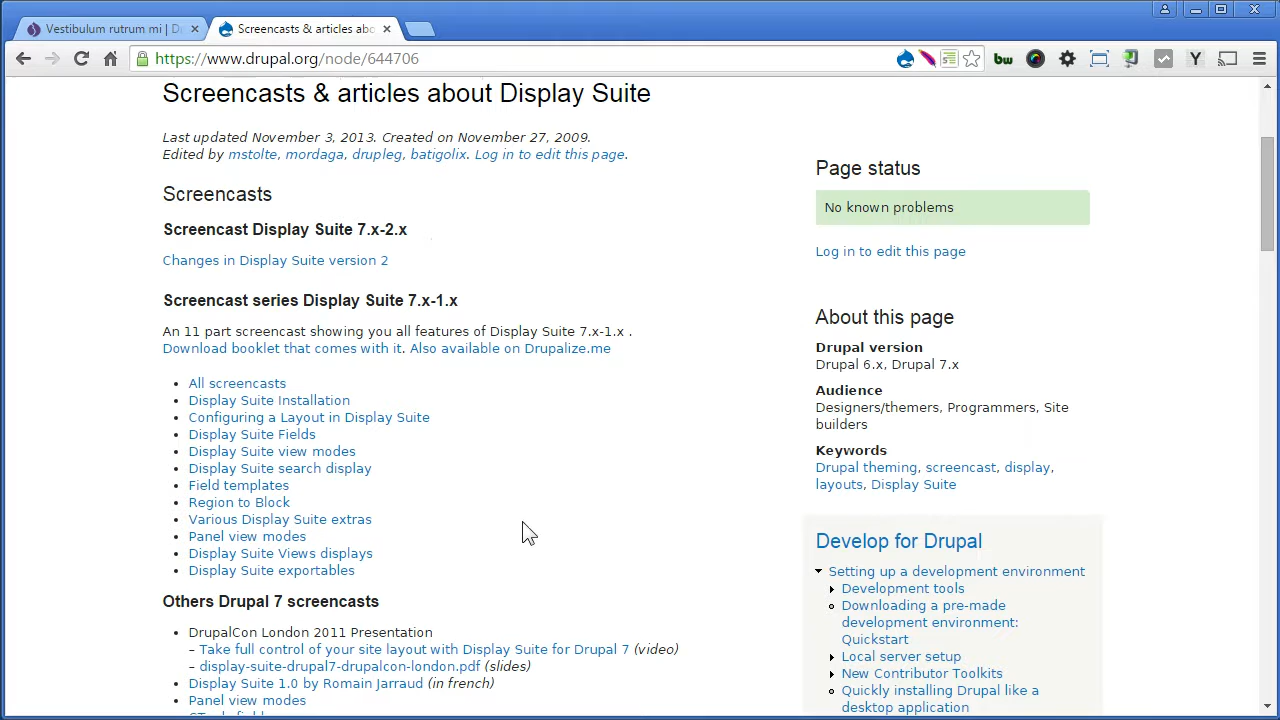 Vestibulum rutrum mi | Dr
Screencasts & articles abo
https://www.drupal.org/node/644706
bw
Y
Screencasts & articles about Display Suite
Last updated November 3, 2013. Created on November 27, 2009.
Edited by mstolte, mordaga, drupleg, batigolix. Log in to edit this page.
Screencasts
Screencast Display Suite 7.x-2.x
Changes in Display Suite version 2
Screencast series Display Suite 7.x-1.x
An 11 part screencast showing you all features of Display Suite 7.x-1.x .
Download booklet that comes with it. Also available on Drupalize.me
All screencasts
Display Suite Installation
Configuring a Layout in Display Suite
Display Suite Fields
Display Suite view modes
Display Suite search display
Field templates
Region to Block
Various Display Suite extras
Panel view modes
Display Suite Views displays
Display Suite exportables
Others Drupal 7 screencasts
DrupalCon London 2011 Presentation
– Take full control of your site layout with Display Suite for Drupal 7 (video)
– display-suite-drupal7-drupalcon-london.pdf (slides)
Display Suite 1.0 by Romain Jarraud (in french)
Panel view modes
Page status
No known problems
Log in to edit this page
About this page
Drupal version
Drupal 6.x, Drupal 7.x
Audience
Designers/themers, Programmers, Site
builders
Keywords
Drupal theming, screencast, display,
layouts, Display Suite
Develop for Drupal
Setting up a development environment
Development tools
Downloading a pre-made
development environment:
Quickstart
Local server setup
New Contributor Toolkits
Quickly installing Drupal like a
desktop application